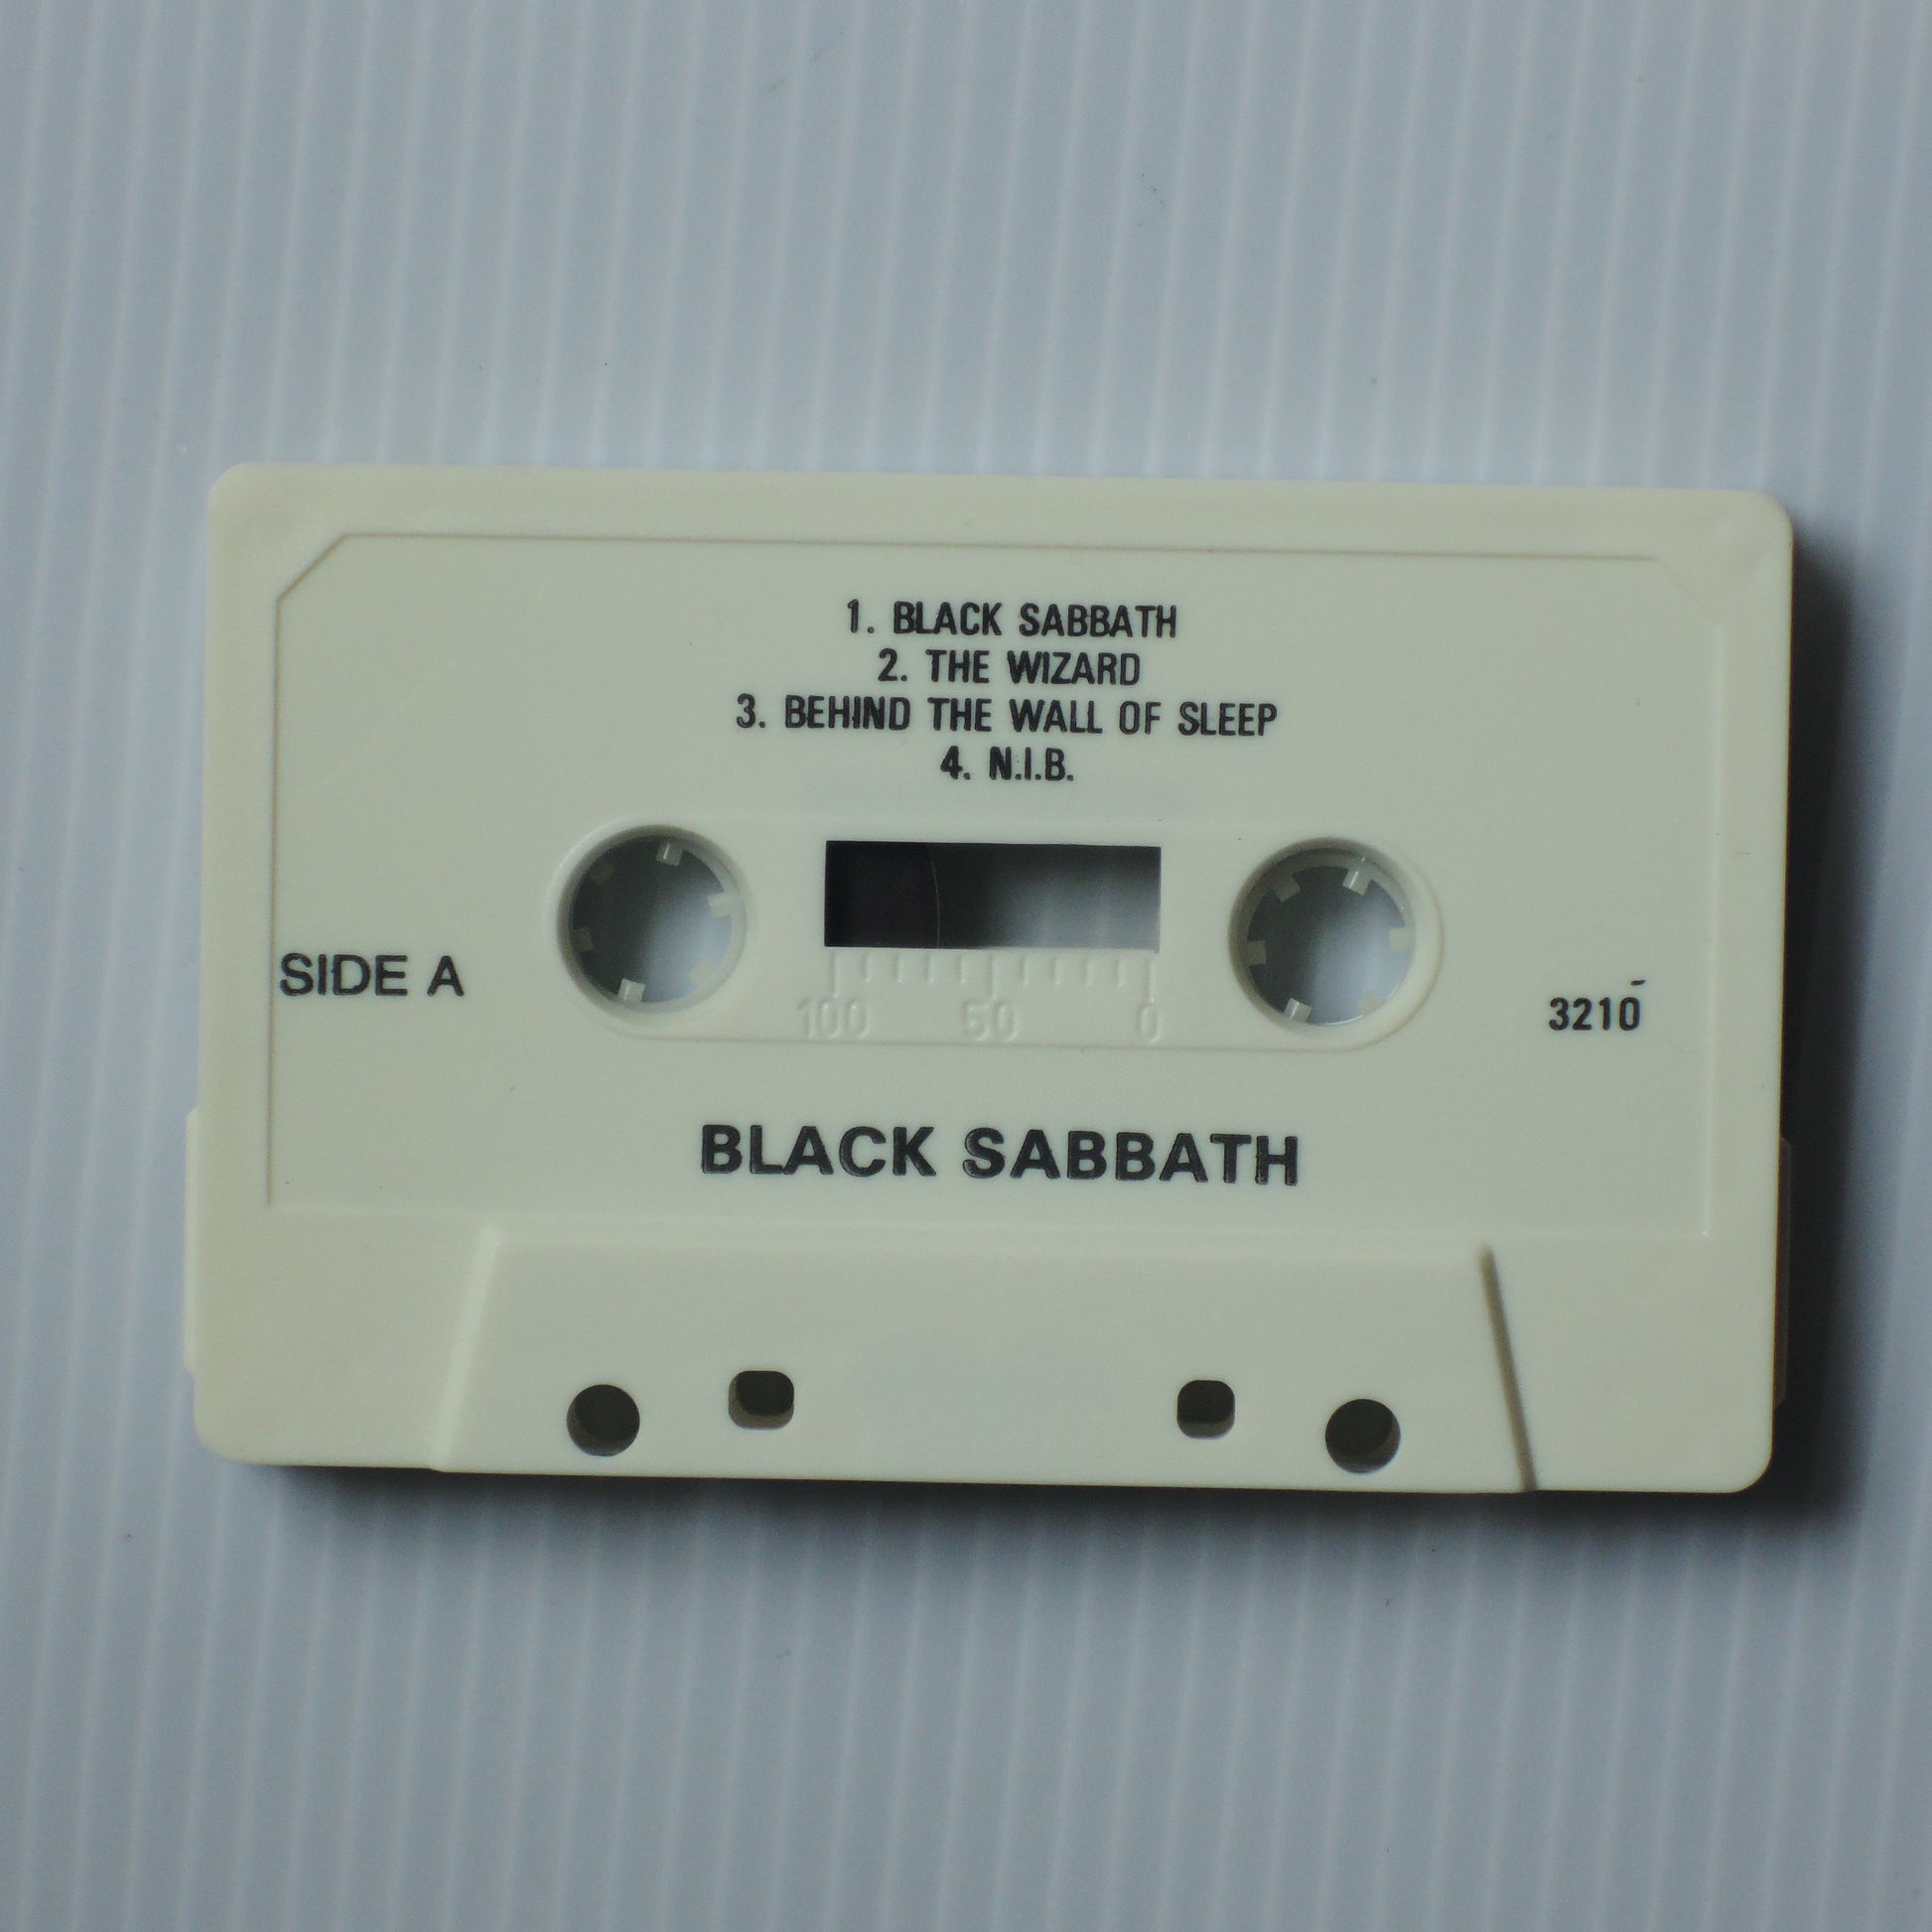 1. BLACK SABBATH
2. THE WIZARD
3. BEHIND THE WALL OF SLEEP
4. N.I.B.
SIDE A
100 50 0
3210
BLACK SABBATH